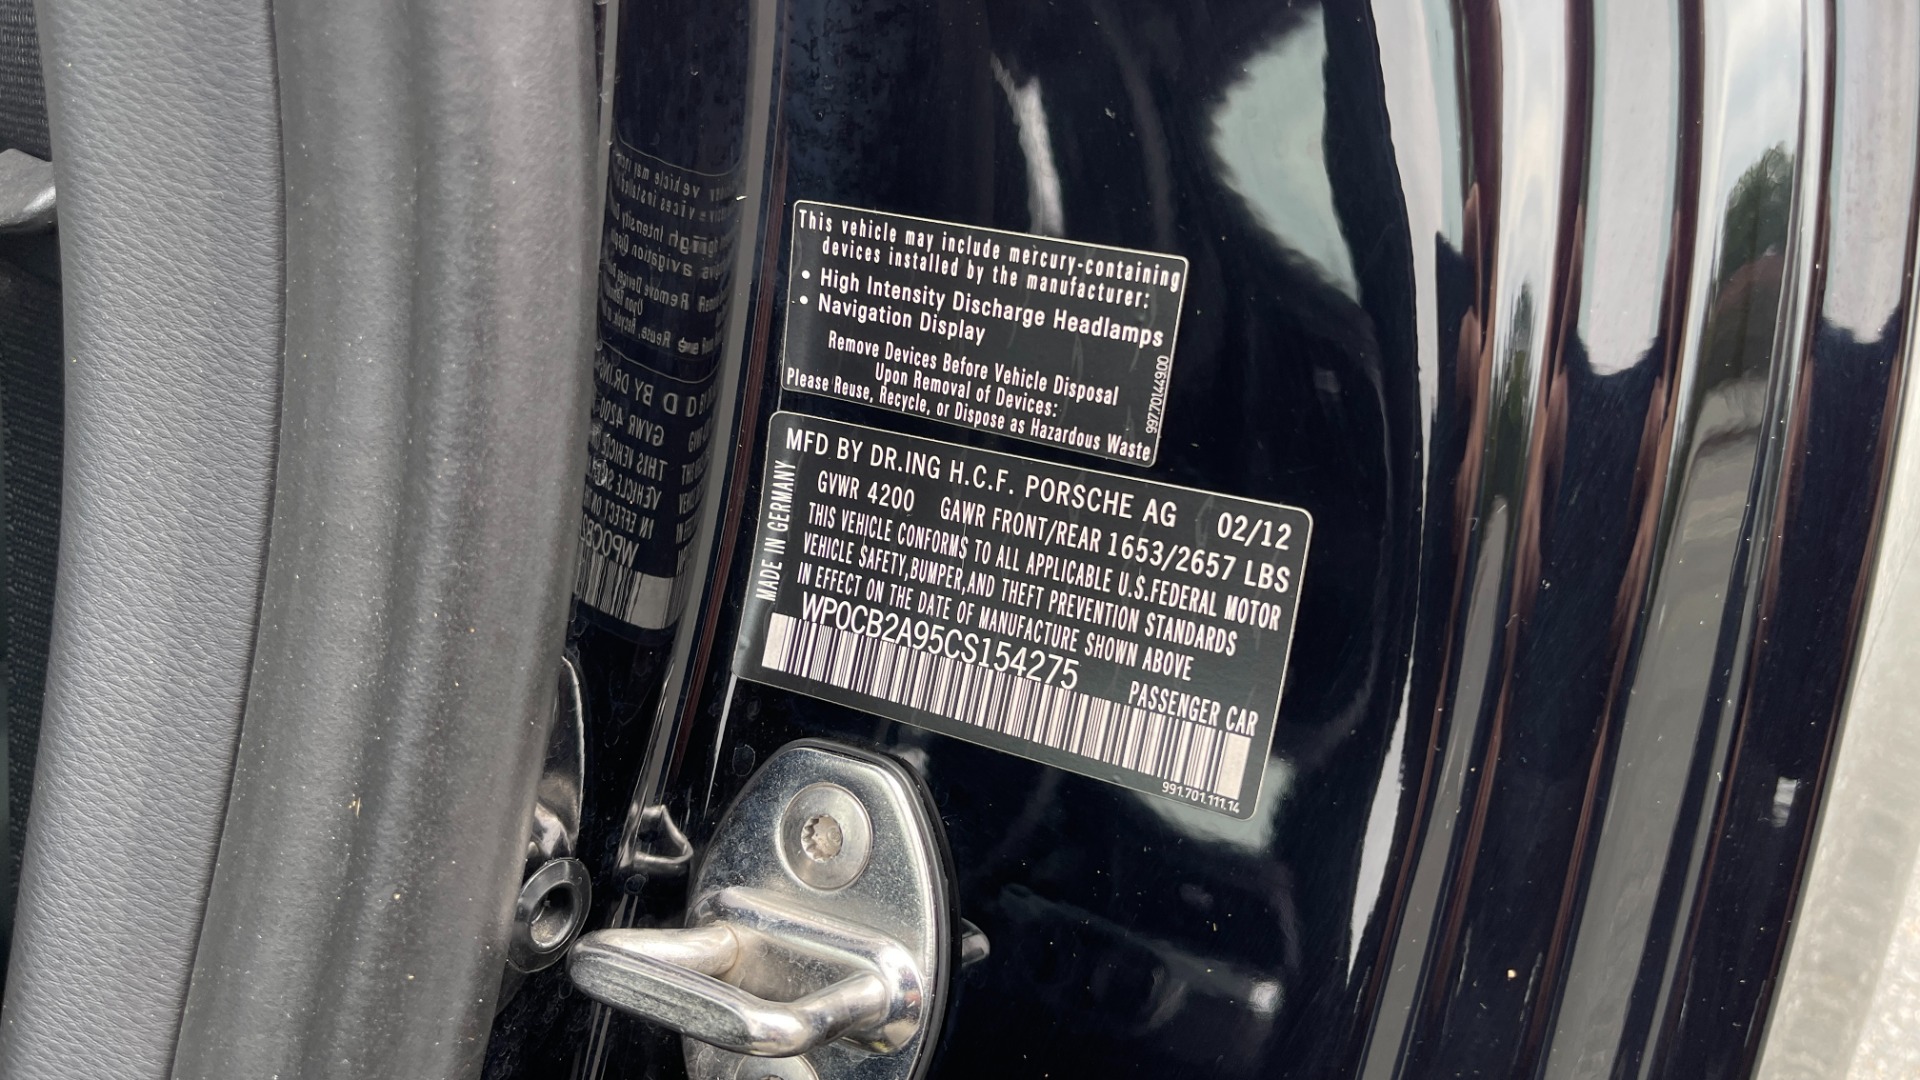 This vehicle may include mercury-containing
devices installed by the manufacturer:
• High Intensity Discharge Headlamps
• Navigation Display
Remove Devices Before Vehicle Disposal
Upon Removal of Devices:
Please Reuse, Recycle, or Dispose as Hazardous Waste
997.701.449.00
MFD BY DR.ING H.C.F. PORSCHE AG 02/12
GVWR 4200 GAWR FRONT/REAR 1653/2657 LBS
THIS VEHICLE CONFORMS TO ALL APPLICABLE U.S.FEDERAL MOTOR
VEHICLE SAFETY,BUMPER,AND THEFT PREVENTION STANDARDS
IN EFFECT ON THE DATE OF MANUFACTURE SHOWN ABOVE
WP0CB2A95CS154275
PASSENGER CAR
MADE IN GERMANY
991.701.111.14